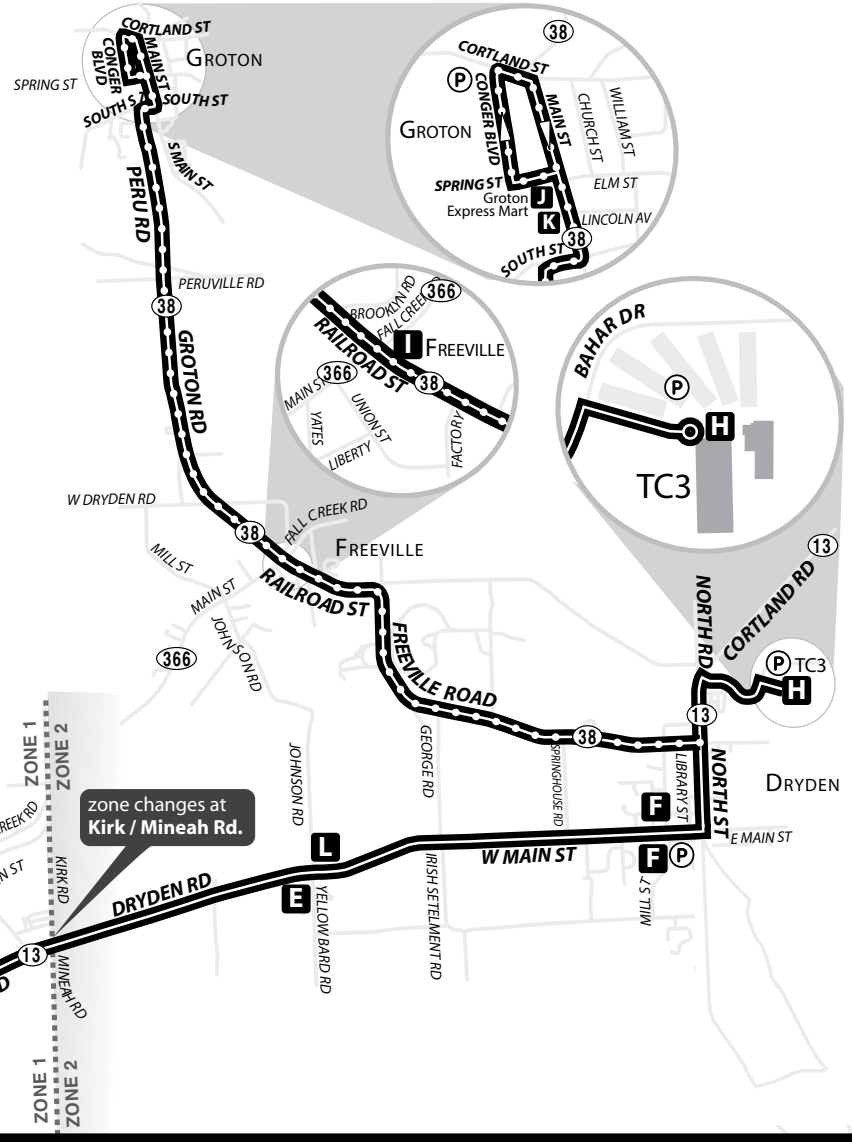 CORTLAND ST
MAIN ST
CONGER BLVD
GROTON
SPRING ST
SOUTH ST
SOUTH ST
S MAIN ST
PERU RD
PERUVILLE RD
38
GROTON RD
W DRYDEN RD
38
FALL CREEK RD
FREEVILLE
MILL ST
MAIN ST
RAILROAD ST
JOHNSON RD
366
FREEVILLE ROAD
38
CORTLAND ST
P
CONGER BLVD
MAIN ST
CHURCH ST
WILLIAM ST
GROTON
SPRING ST
ELM ST
Groton
Express Mart
J
K
LINCOLN AV
38
SOUTH ST
BROOKLYN RD
366
FALL CREEK RD
RAILROAD ST
I
FREEVILLE
366
38
MAIN ST
YATES
UNION ST
LIBERTY
FACTORY
BAHAR DR
P
H
TC3
13
NORTH RD
CORTLAND RD
P TC3
H
13
38
NORTH ST
DRYDEN
JOHNSON RD
GEORGE RD
SPRINGHOUSE RD
LIBRARY ST
ZONE 1
ZONE 2
zone changes at
Kirk / Mineah Rd.
REEK RD
N ST
KIRK RD
F
E MAIN ST
L
W MAIN ST
F P
DRYDEN RD
E
YELLOW BARD RD
IRISH SETELMENT RD
MILL ST
13
D
MINEAH RD
ZONE 1
ZONE 2